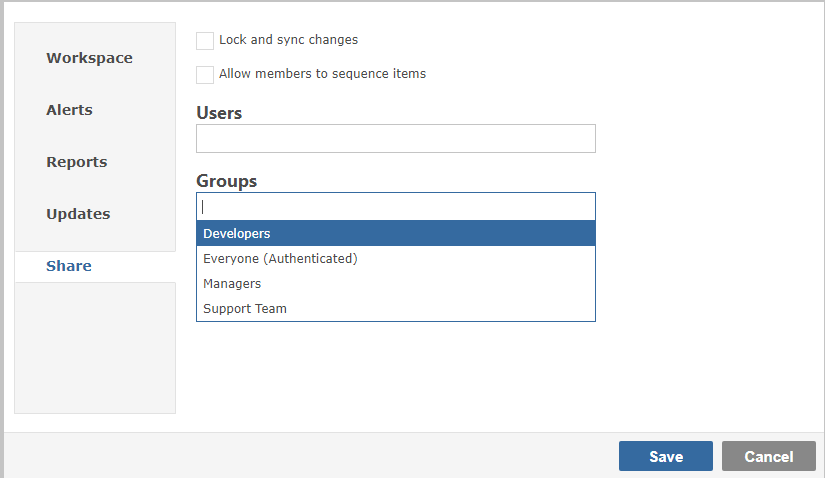 Workspace
Alerts
Reports
Updates
Share
Lock and sync changes
Allow members to sequence items
Users
Groups
Developers
Everyone (Authenticated)
Managers
Support Team
Save
Cancel